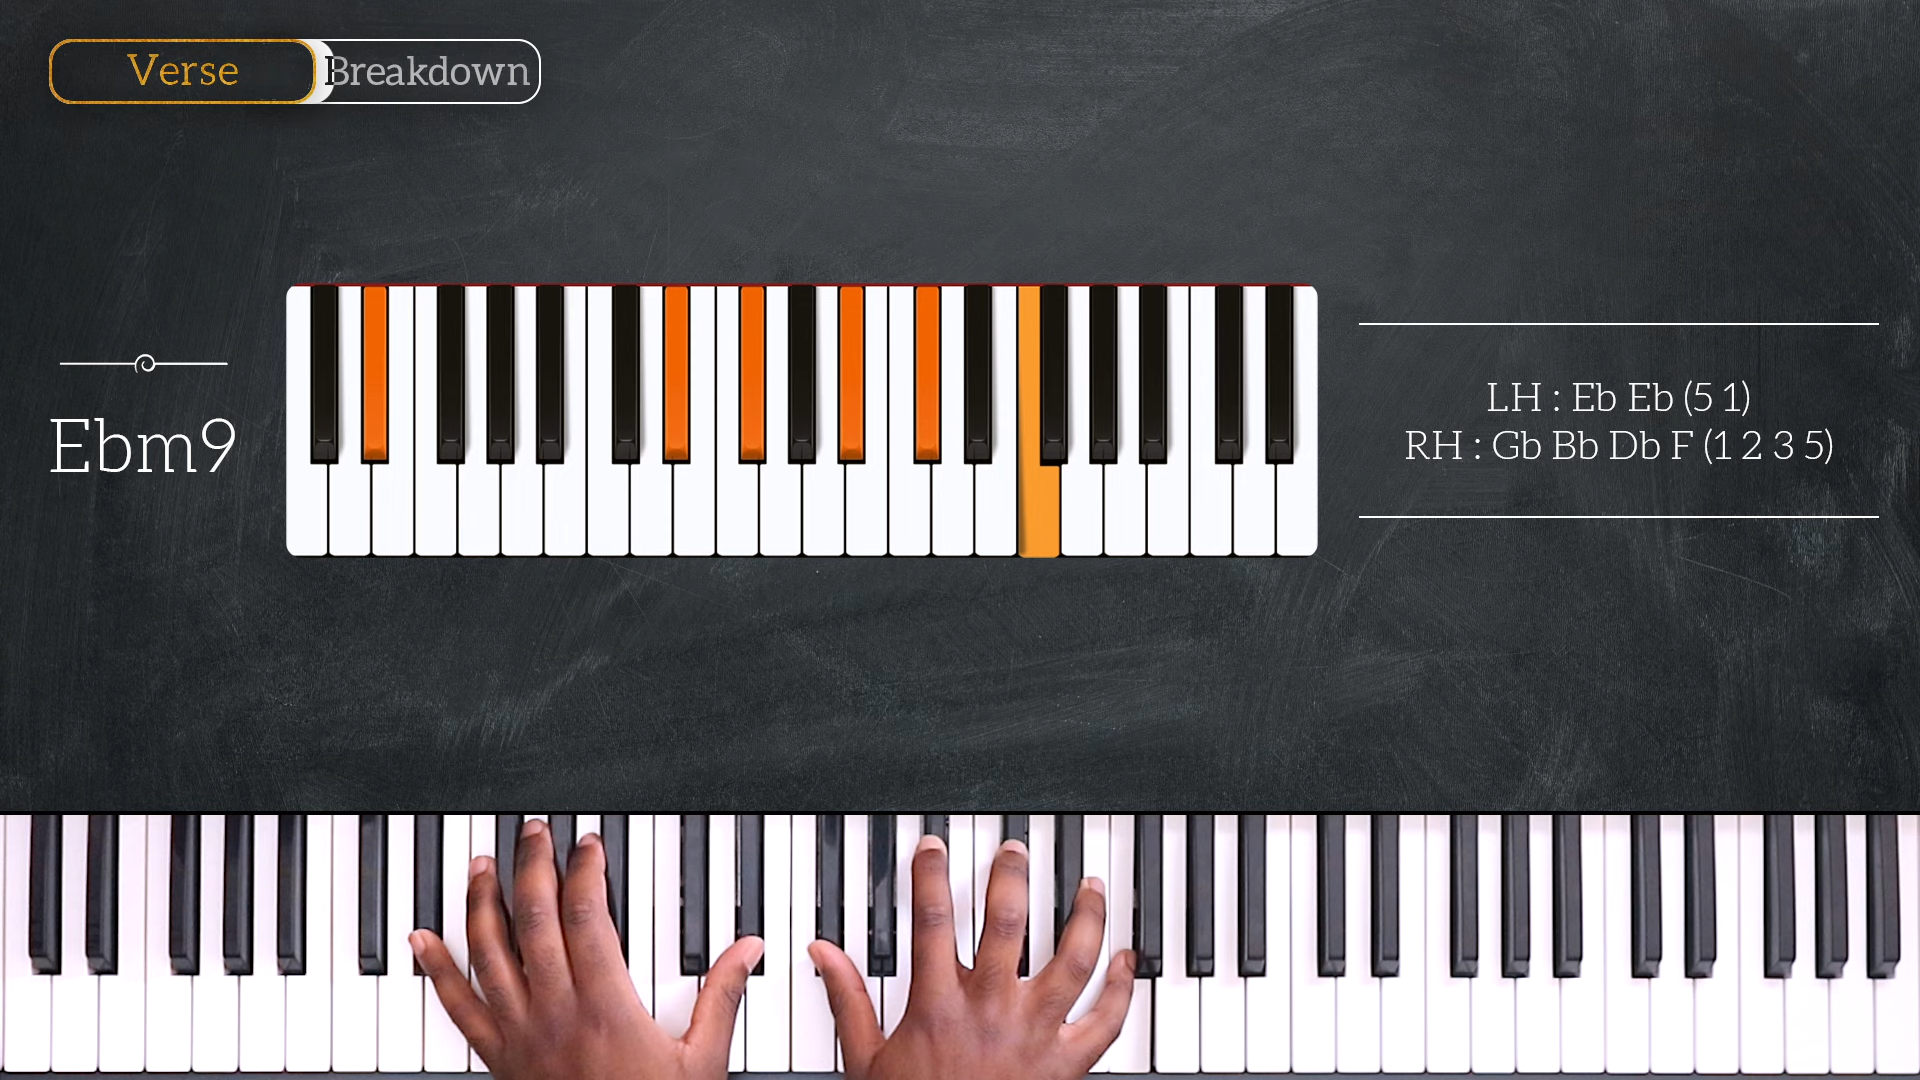 Verse
Breakdown
Ebm9
LH : Eb Eb (5 1)
RH : Gb Bb Db F (1 2 3 5)